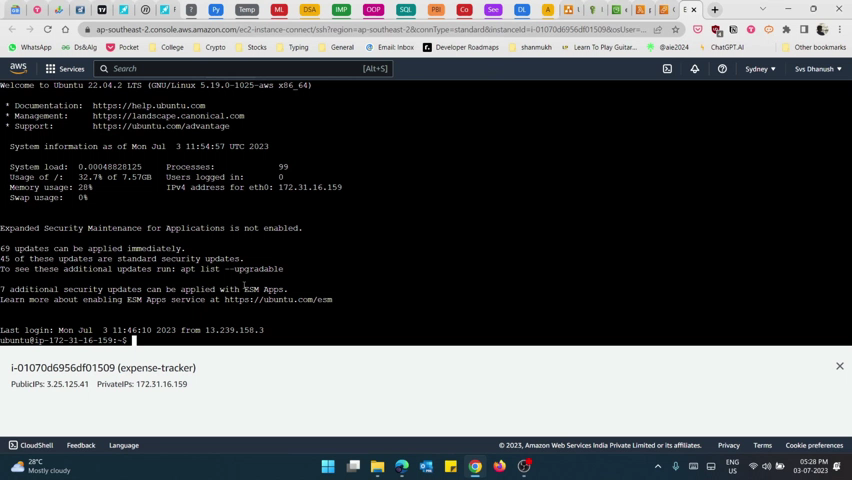 Py
Temp
ML
OOP
Co
See
DL
DSA
IMP
PBI
A
E
ap-southeast-2.console.aws.amazon.com/ec2-instance-connect/ssh?region=ap-southeast-2&connType=standard&instanceId=i-01070d6956df01509&osUser=...
WhatsApp
Ds&Alg
Pocket
College
Crypto
Stocks
Typing
General
Email: Inbox
Developer Roadmaps
shanmukh
Learn To Play Guitar...
@aie2024
ChatGPT.AI
Other bookmarks
aws
Services
Search
[Alt+S]
Sydney
Svs Dhanush
Welcome to Ubuntu 22.04.2 LTS (GNU/Linux 5.19.0-1025-aws x86_64)
* Documentation: https://help.ubuntu.com
* Management: https://landscape.canonical.com
* Support: https://ubuntu.com/advantage
System information as of Mon Jul 3 11:54:57 UTC 2023
System load: 0.00048828125 Processes: 99
Usage of /: 32.7% of 7.57GB Users logged in: 0
Memory usage: 28% IPv4 address for eth0: 172.31.16.159
Swap usage: 0%
Expanded Security Maintenance for Applications is not enabled.
69 updates can be applied immediately.
45 of these updates are standard security updates.
To see these additional updates run: apt list --upgradable
7 additional security updates can be applied with ESM Apps.
Learn more about enabling ESM Apps service at https://ubuntu.com/esm
Last login: Mon Jul 3 11:46:10 2023 from 13.239.158.3
ubuntu@ip-172-31-16-159:~$
i-01070d6956df01509 (expense-tracker)
PublicIPs: 3.25.125.41 PrivateIPs: 172.31.16.159
CloudShell
Feedback
Language
© 2023, Amazon Web Services India Private Limited or its affiliates.
Privacy
Terms
Cookie preferences
28°C
Mostly cloudy
ENG
US
05:28 PM
03-07-2023